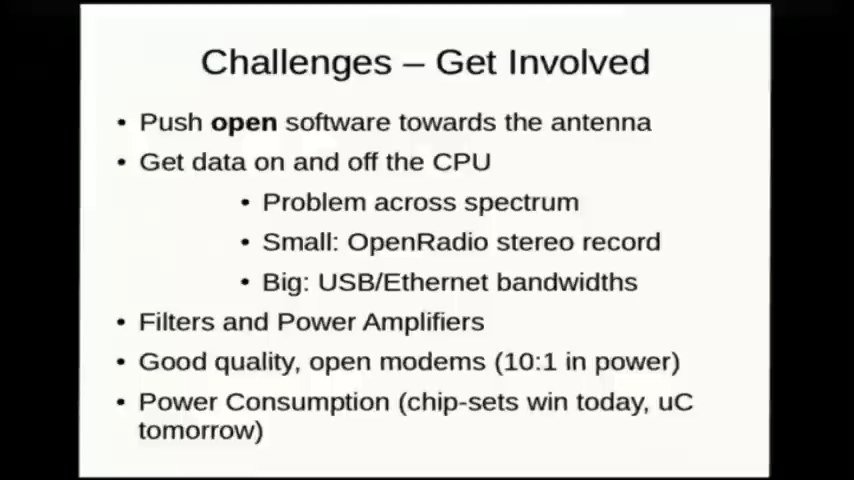 Challenges – Get Involved
• Push open software towards the antenna
• Get data on and off the CPU
• Problem across spectrum
• Small: OpenRadio stereo record
• Big: USB/Ethernet bandwidths
• Filters and Power Amplifiers
• Good quality, open modems (10:1 in power)
• Power Consumption (chip-sets win today, uC
tomorrow)